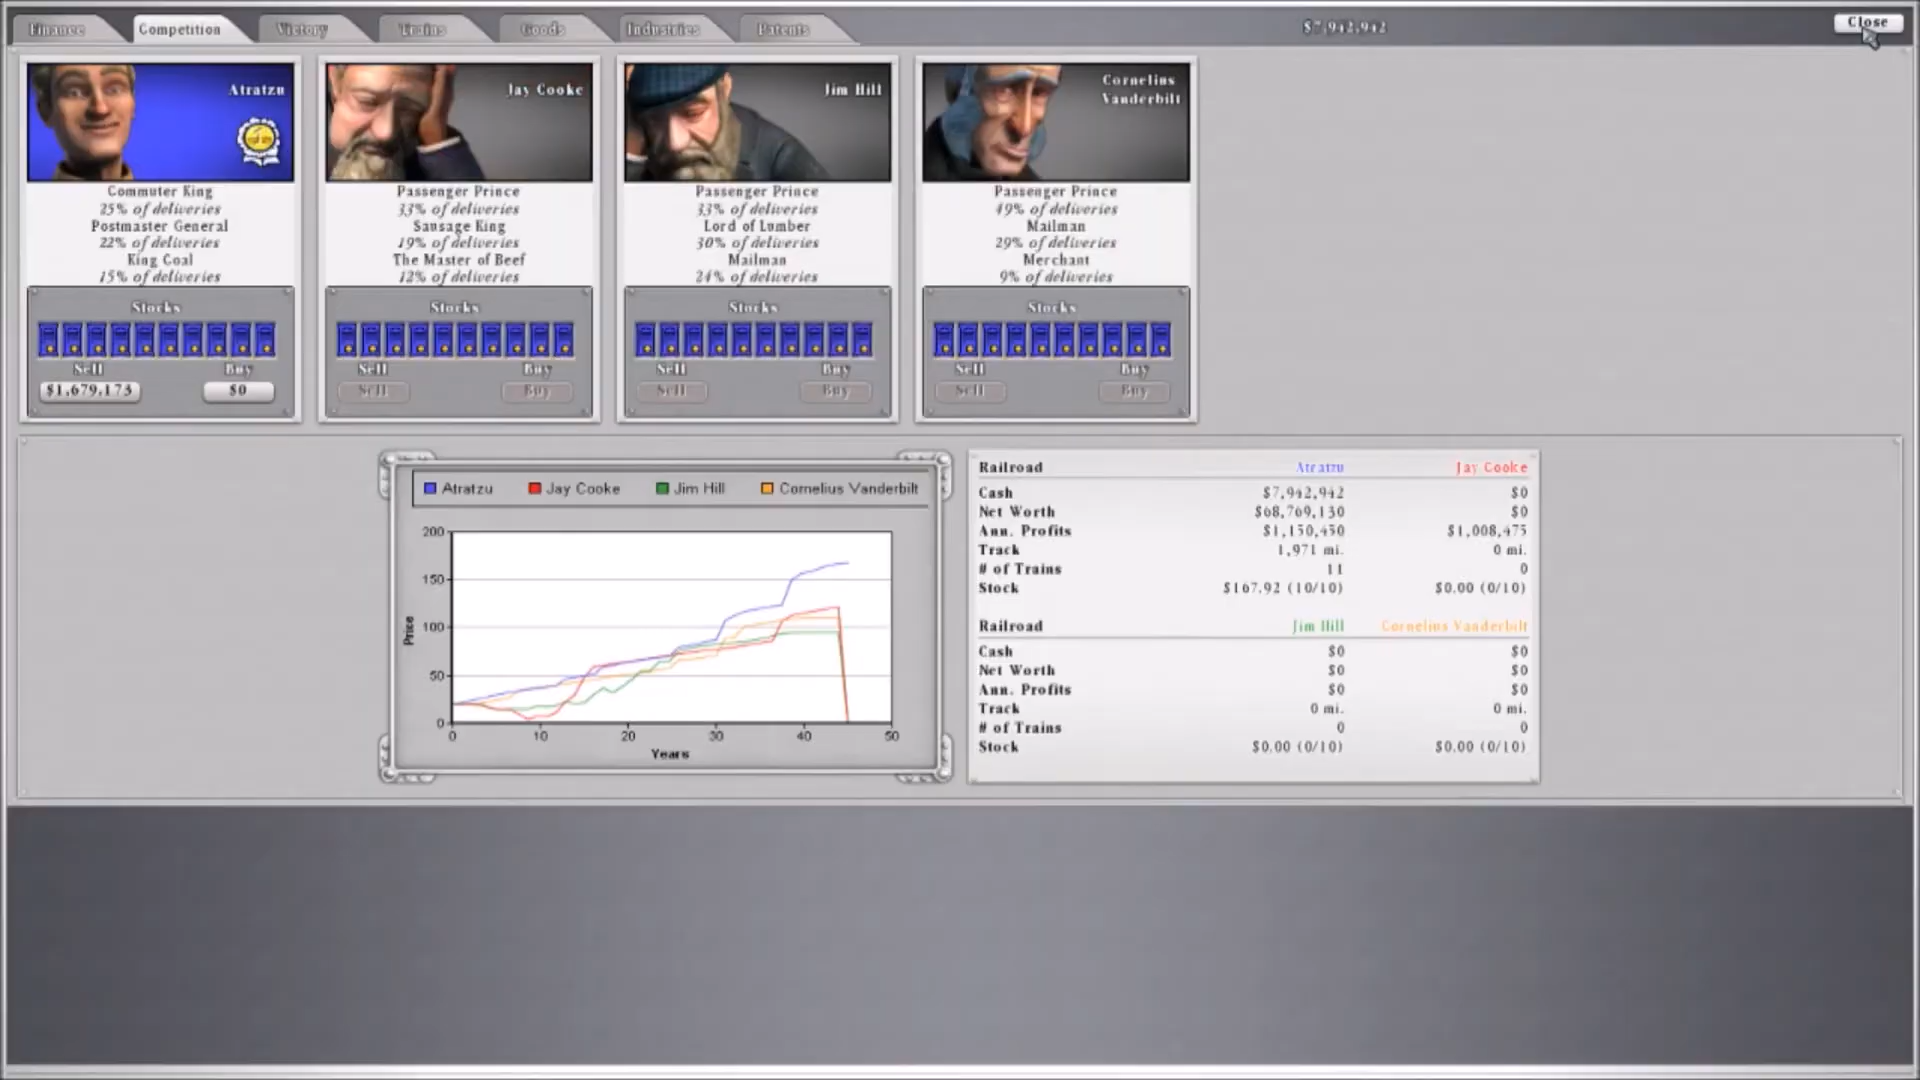 Finance Competition Victory Trains Goods Industries Patents $7,942,942 Close
Atratzu
Commuter King
25% of deliveries
Postmaster General
22% of deliveries
King Coal
15% of deliveries
Stocks
Sell Buy
$1,679,173 $0
Jay Cooke
Passenger Prince
33% of deliveries
Sausage King
19% of deliveries
The Master of Beef
12% of deliveries
Stocks
Sell Buy
Sell Buy
Jim Hill
Passenger Prince
33% of deliveries
Lord of Lumber
30% of deliveries
Mailman
24% of deliveries
Stocks
Sell Buy
Sell Buy
Cornelius
Vanderbilt
Passenger Prince
49% of deliveries
Mailman
29% of deliveries
Merchant
9% of deliveries
Stocks
Sell Buy
Sell Buy
Atratzu Jay Cooke Jim Hill Cornelius Vanderbilt
200
150
100
50
0
Price
0 10 20 30 40 50
Years
Railroad Atratzu Jay Cooke
Cash $7,942,942 $0
Net Worth $68,769,130 $0
Ann. Profits $1,150,450 $1,008,475
Track 1,971 mi. 0 mi.
# of Trains 11 0
Stock $167.92 (10/10) $0.00 (0/10)
Railroad Jim Hill Cornelius Vanderbilt
Cash $0 $0
Net Worth $0 $0
Ann. Profits $0 $0
Track 0 mi. 0 mi.
# of Trains 0 0
Stock $0.00 (0/10) $0.00 (0/10)